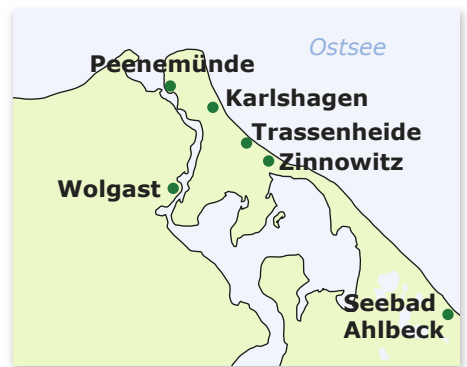 Ostsee
Peenemünde
Karlshagen
Trassenheide
Zinnowitz
Wolgast
Seebad
Ahlbeck